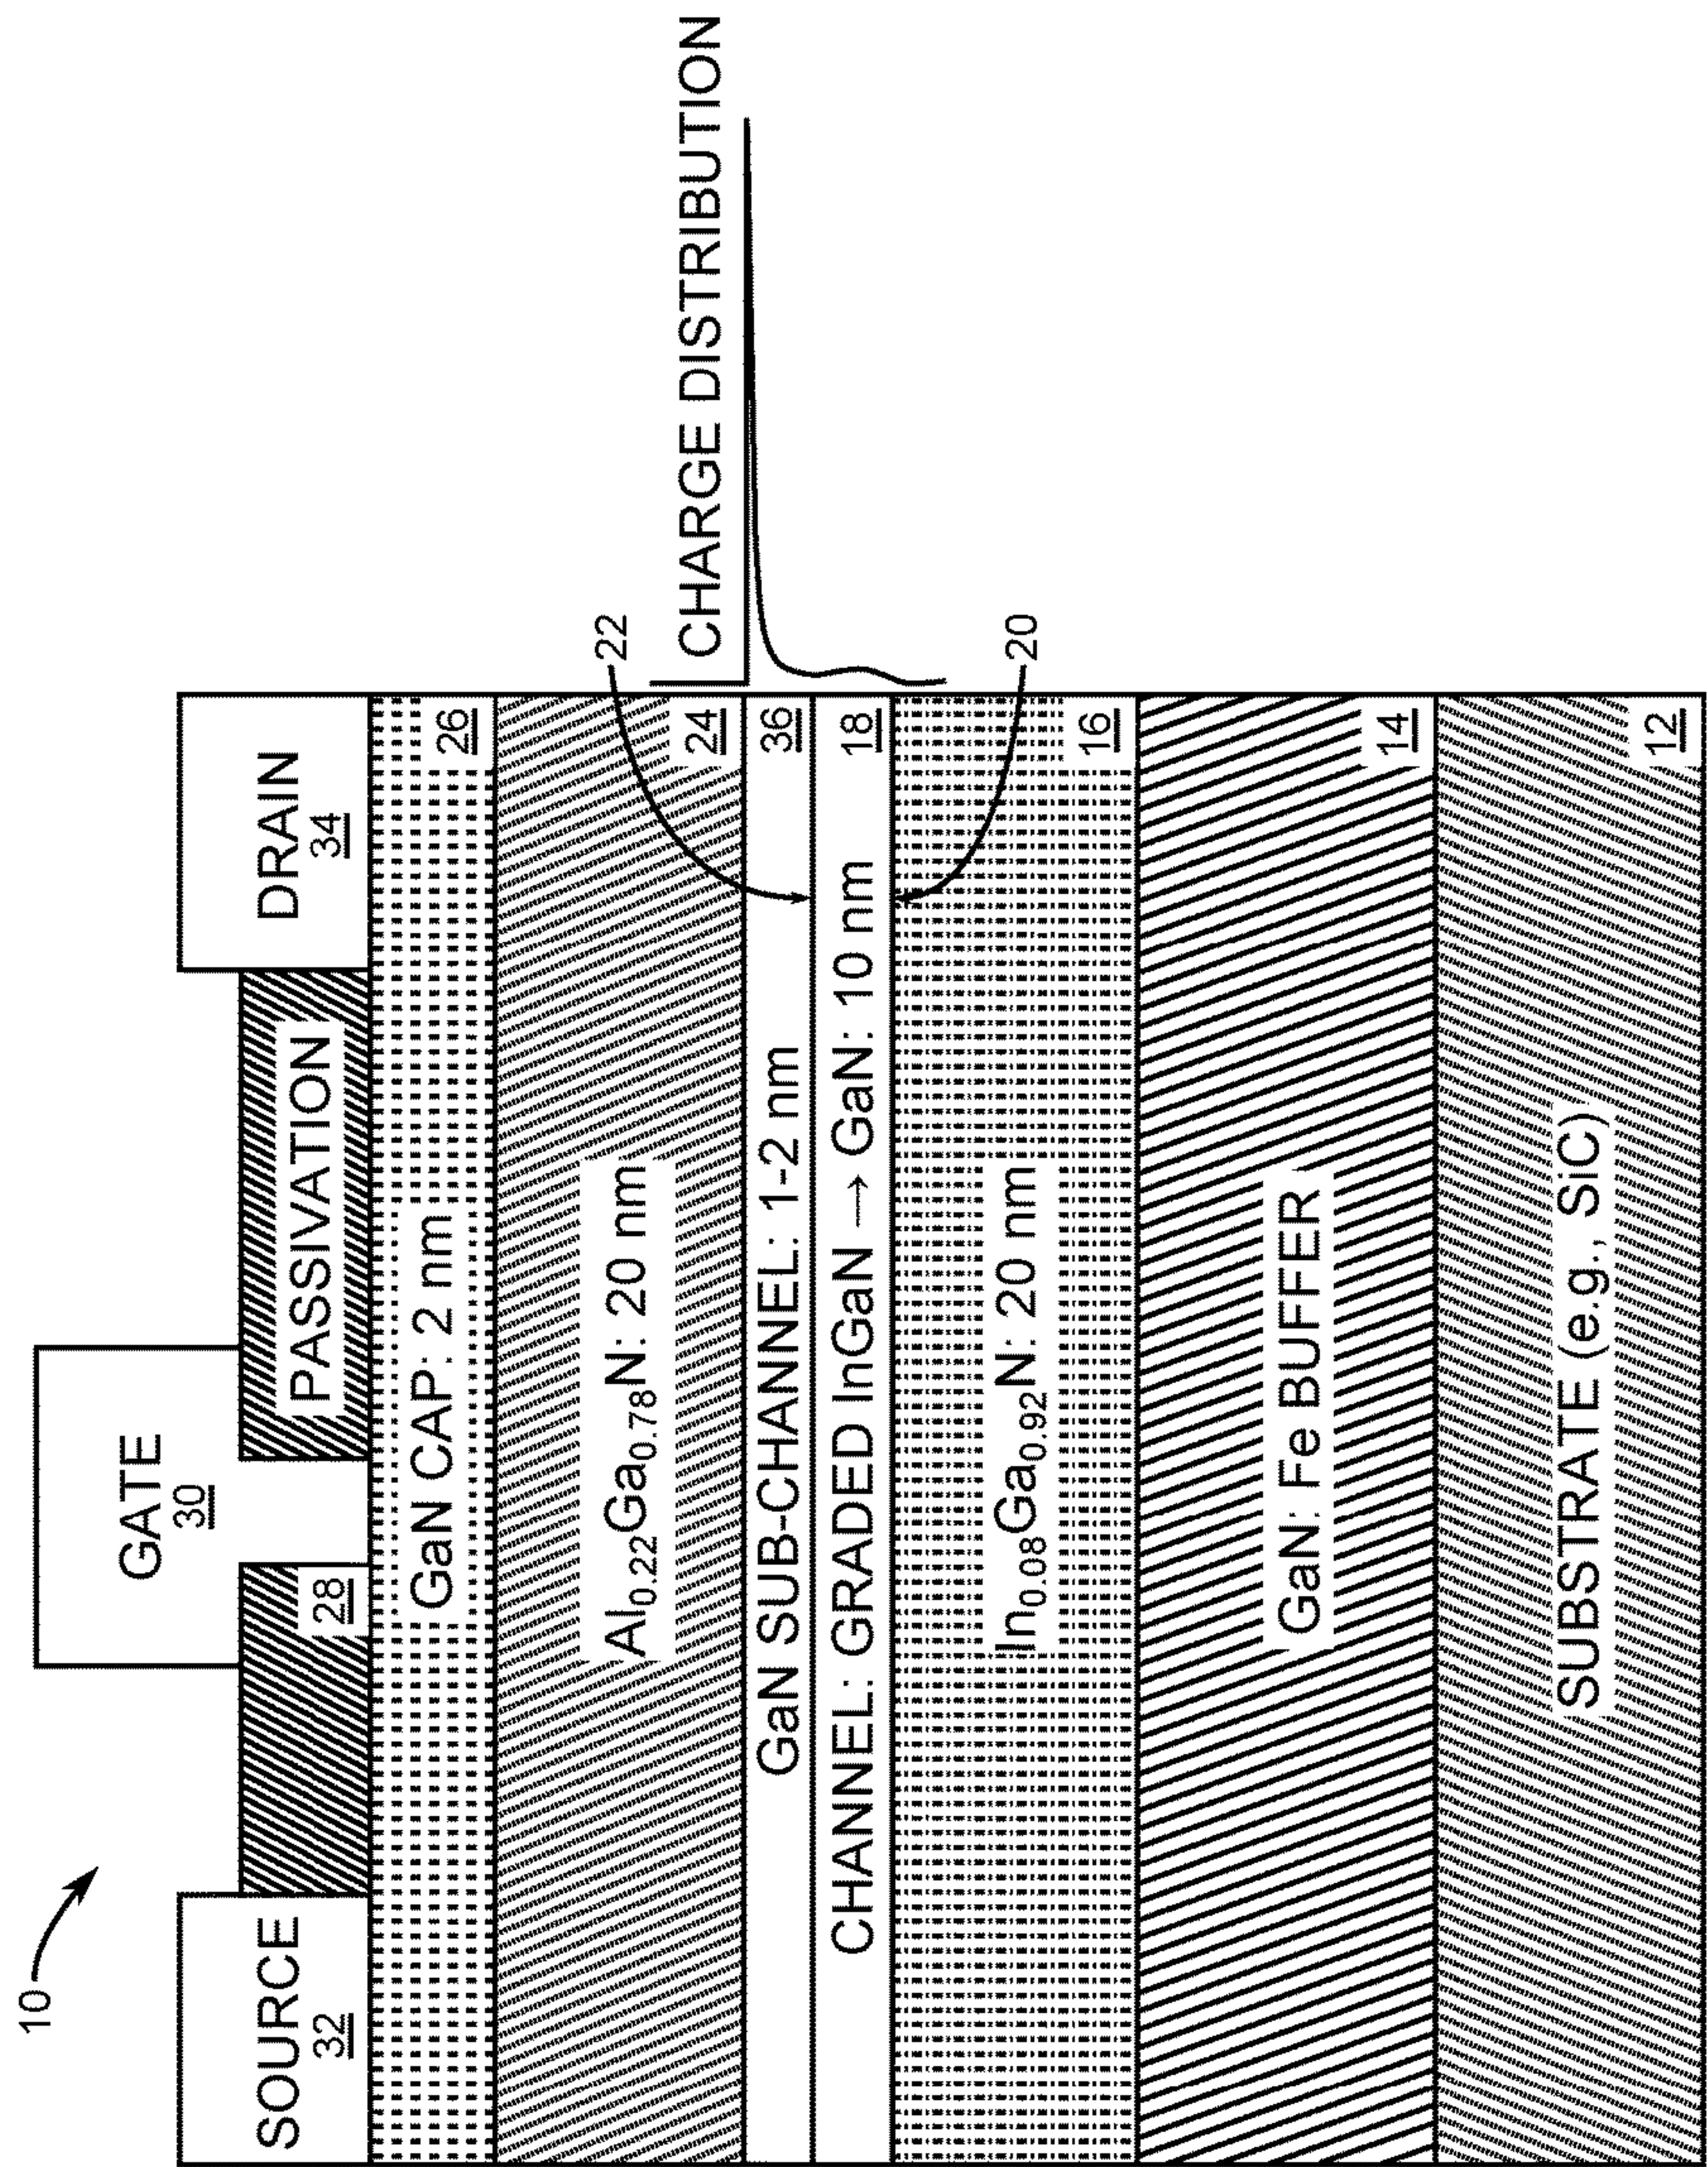 10
GATE
30
SOURCE
32
28
PASSIVATION
DRAIN
34
GaN CAP: 2 nm
26
Al0.22Ga0.78N: 20 nm
24
22
CHARGE DISTRIBUTION
GaN SUB-CHANNEL: 1-2 nm
36
CHANNEL: GRADED InGaN → GaN: 10 nm
18
In0.08Ga0.92N: 20 nm
16
20
GaN: Fe BUFFER
14
SUBSTRATE (e.g., SiC)
12